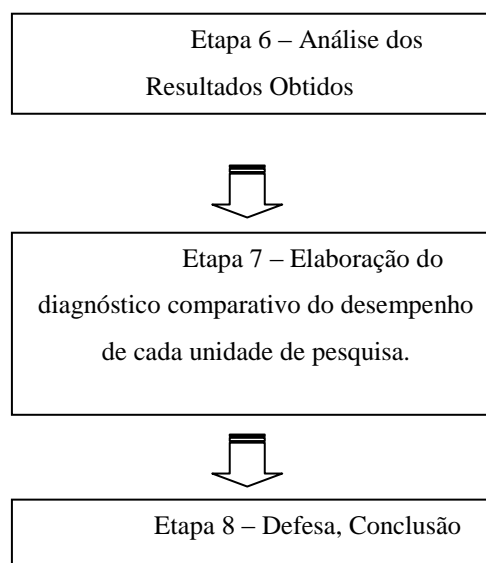 Etapa 6 – Análise dos
Resultados Obtidos
Etapa 7 – Elaboração do
diagnóstico comparativo do desempenho
de cada unidade de pesquisa.
Etapa 8 – Defesa, Conclusão